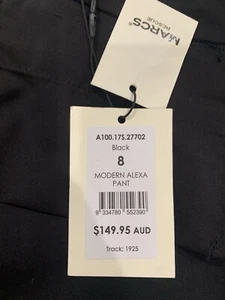 MARCS
A100.17S.27702
Black
8
MODERN ALEXA
PANT
9 334780 552390
$149.95 AUD
Track: 1925